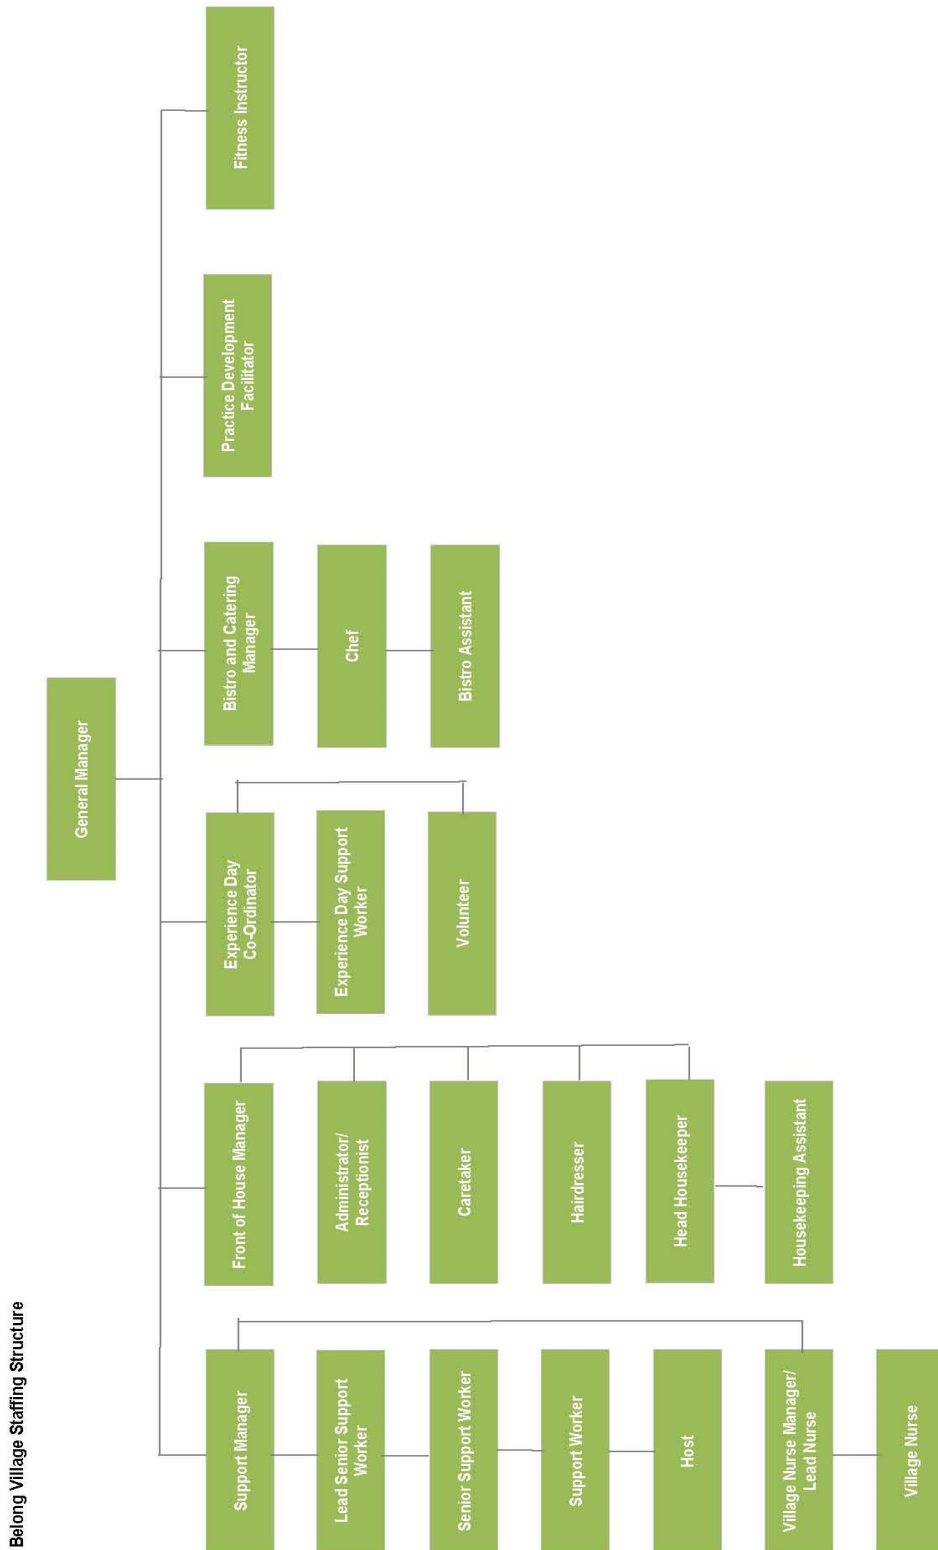 Belong Village Staffing Structure
General Manager
Support Manager
Lead Senior Support
Worker
Senior Support Worker
Support Worker
Host
Village Nurse Manager/
Lead Nurse
Village Nurse
Front of House Manager
Administrator/
Receptionist
Caretaker
Hairdresser
Head Housekeeper
Housekeeping Assistant
Experience Day
Co-Ordinator
Experience Day Support
Worker
Volunteer
Bistro and Catering
Manager
Chef
Bistro Assistant
Practice Development
Facilitator
Fitness Instructor